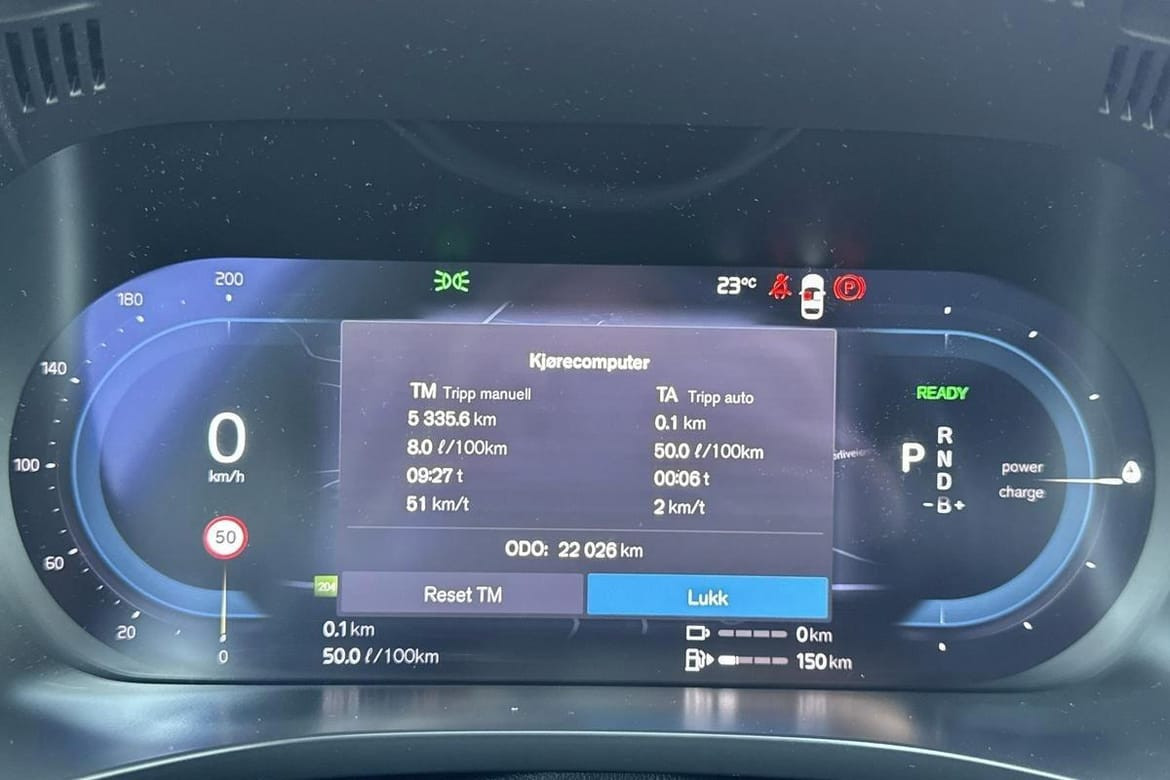 200
180
140
100
60
20
0
23°C
P
0
km/h
50
Kjørecomputer
TM Tripp manuell
5 335.6 km
8.0 ℓ/100km
09:27 t
51 km/t
TA Tripp auto
0.1 km
50.0 ℓ/100km
00:06 t
2 km/t
ODO: 22 026 km
Reset TM
Lukk
204
READY
P
R
N
D
-B+
power
charge
0.1 km
50.0 ℓ/100km
0 km
150 km